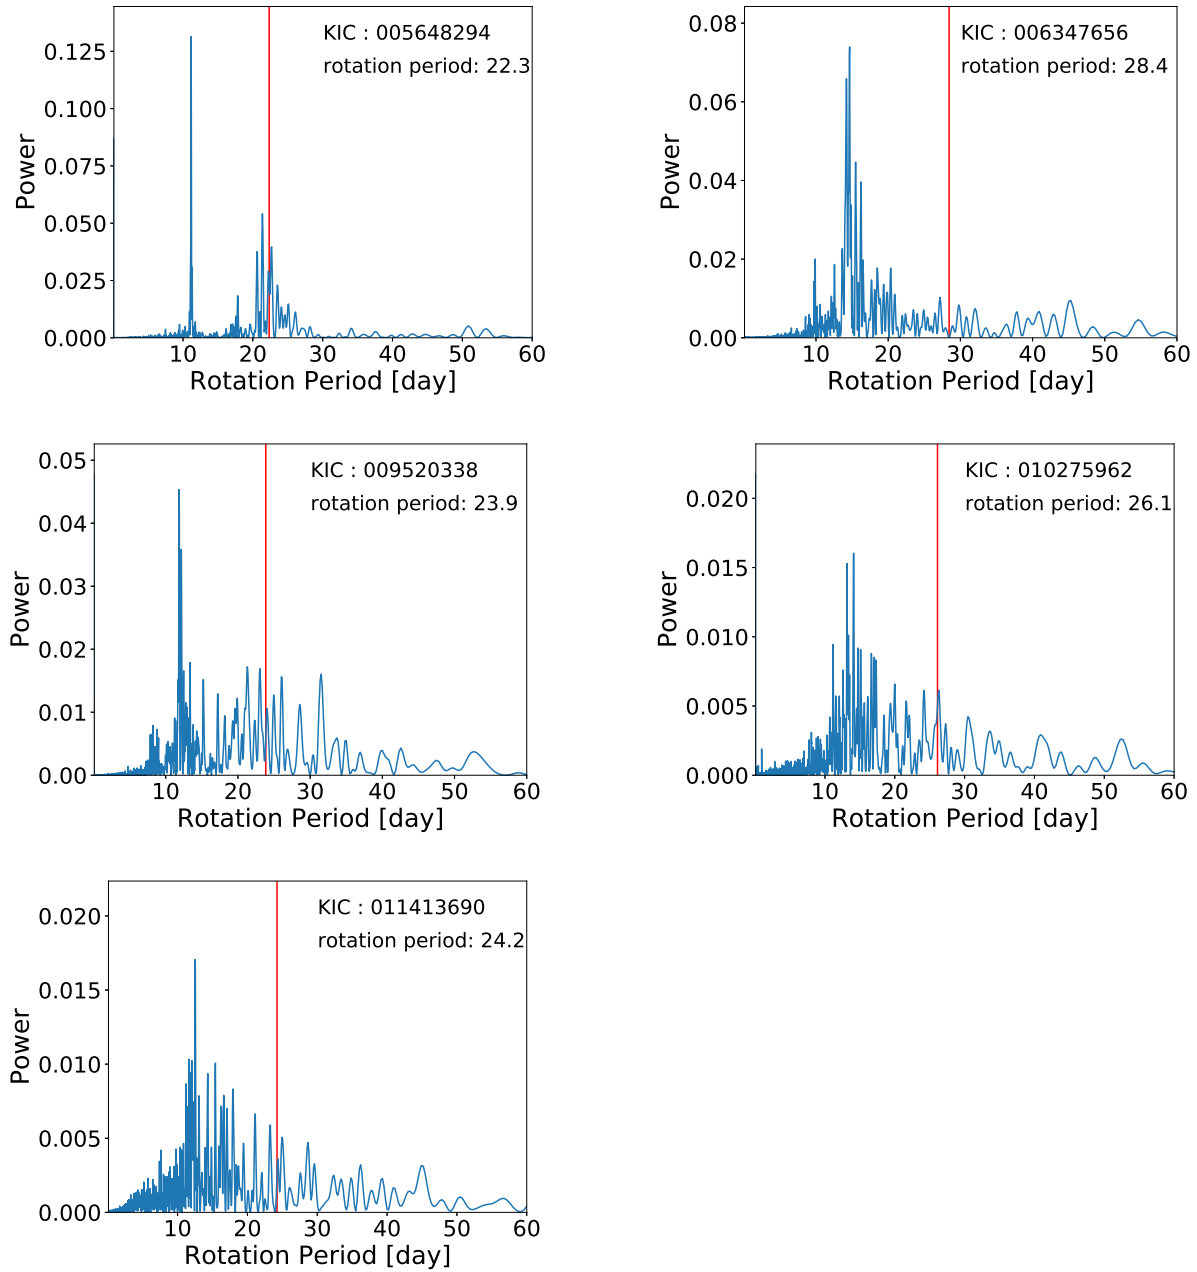 KIC : 005648294
rotation period: 22.3
0.125
0.100
0.075
0.050
0.025
0.000
Power
10 20 30 40 50 60
Rotation Period [day]
KIC : 006347656
rotation period: 28.4
0.08
0.06
0.04
0.02
0.00
Power
10 20 30 40 50 60
Rotation Period [day]
KIC : 009520338
rotation period: 23.9
0.05
0.04
0.03
0.02
0.01
0.00
Power
10 20 30 40 50 60
Rotation Period [day]
KIC : 010275962
rotation period: 26.1
0.020
0.015
0.010
0.005
0.000
Power
10 20 30 40 50 60
Rotation Period [day]
KIC : 011413690
rotation period: 24.2
0.020
0.015
0.010
0.005
0.000
Power
10 20 30 40 50 60
Rotation Period [day]